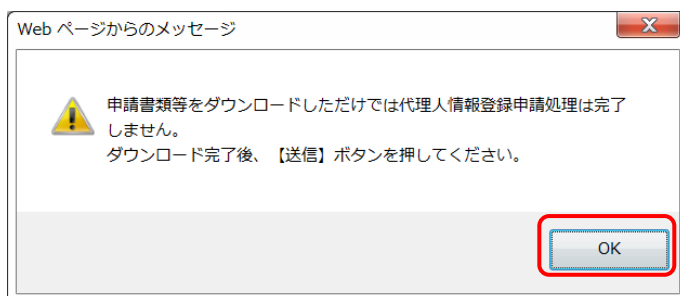 Web ページからのメッセージ
申請書類等をダウンロードしただけでは代理人情報登録申請処理は完了
しません。
ダウンロード完了後、【送信】ボタンを押してください。
OK